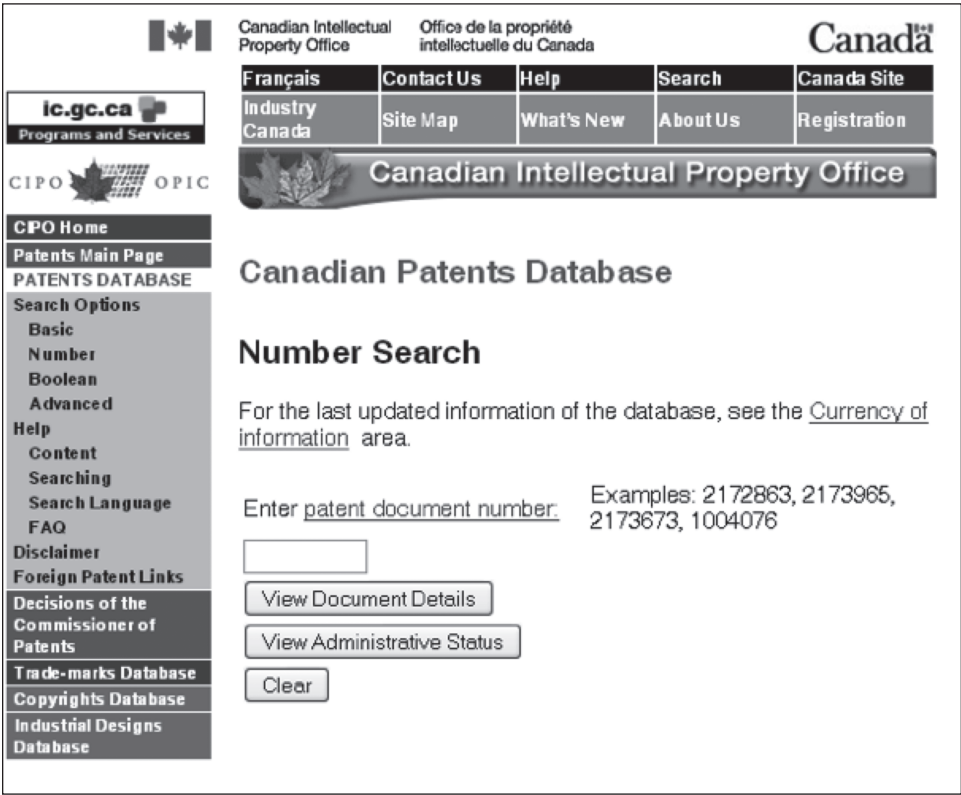 Canadian Intellectual Property Office
Office de la propriété intellectuelle du Canada
Canada
Français Contact Us Help Search Canada Site
Industry Canada Site Map What's New About Us Registration
ic.gc.ca
Programs and Services
CIPO OPIC
Canadian Intellectual Property Office
CIPO Home
Patents Main Page
PATENTS DATABASE
Search Options
Basic
Number
Boolean
Advanced
Help
Content
Searching
Search Language
FAQ
Disclaimer
Foreign Patent Links
Decisions of the
Commissioner of
Patents
Trade-marks Database
Copyrights Database
Industrial Designs
Database
Canadian Patents Database
Number Search
For the last updated information of the database, see the Currency of
information area.
Enter patent document number:
Examples: 2172863, 2173965,
2173673, 1004076
View Document Details
View Administrative Status
Clear